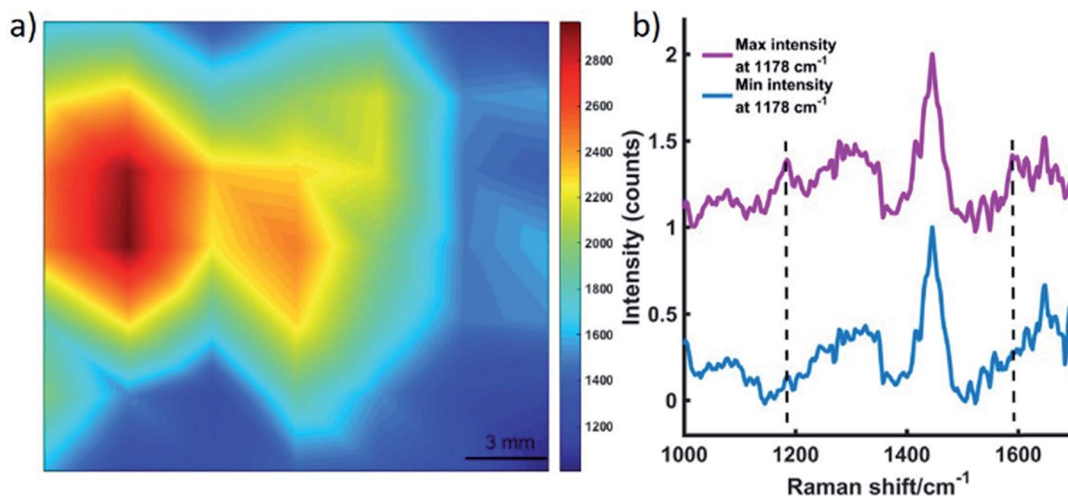 a)
3 mm
2800
2600
2400
2200
2000
1800
1600
1400
1200
b)
Max intensity
at 1178 cm-1
Min intensity
at 1178 cm-1
2
1.5
1
0.5
0
Intensity (counts)
1000
1200
1400
1600
Raman shift/cm-1